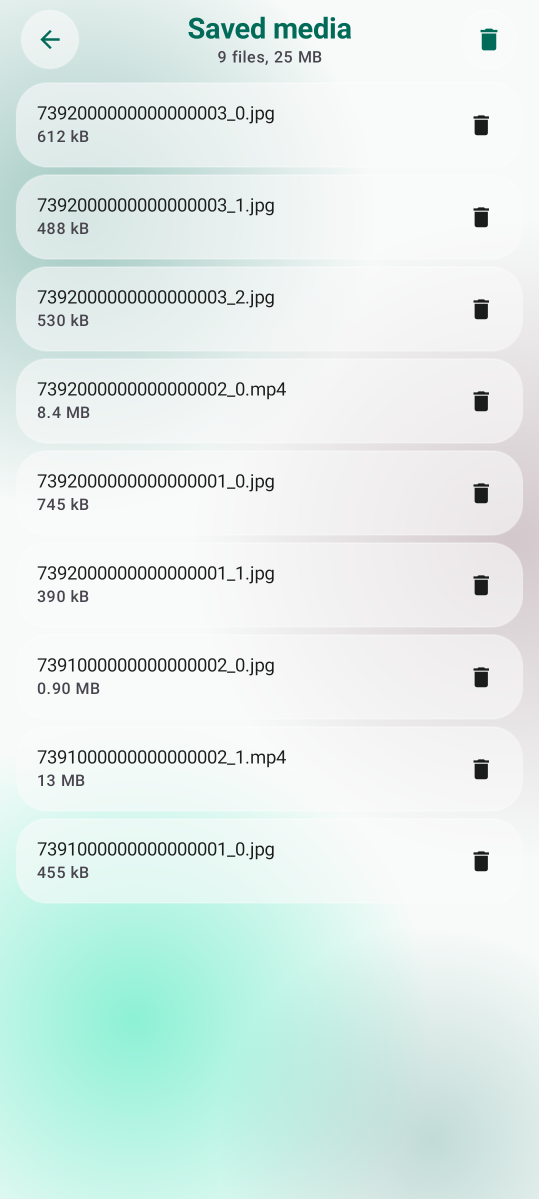 Saved media
9 files, 25 MB
7392000000000000003_0.jpg
612 kB
7392000000000000003_1.jpg
488 kB
7392000000000000003_2.jpg
530 kB
7392000000000000002_0.mp4
8.4 MB
7392000000000000001_0.jpg
745 kB
7392000000000000001_1.jpg
390 kB
7391000000000000002_0.jpg
0.90 MB
7391000000000000002_1.mp4
13 MB
7391000000000000001_0.jpg
455 kB